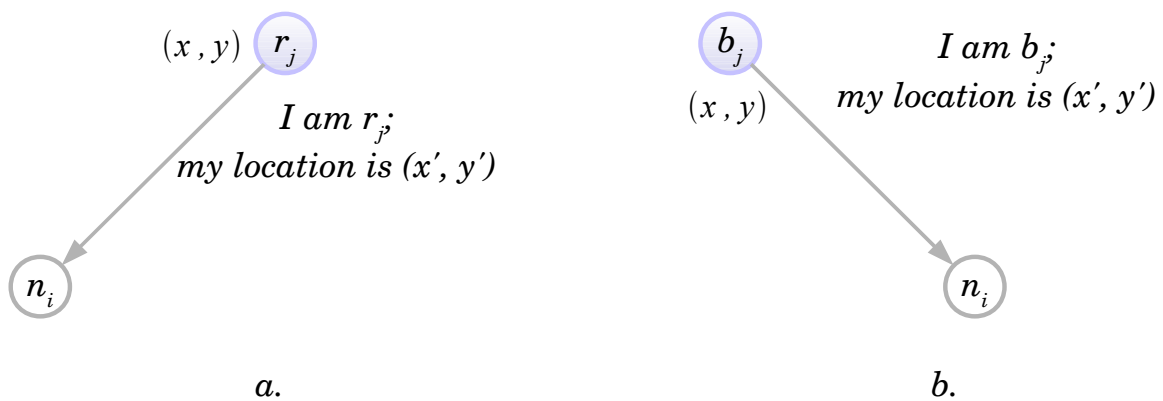 (x , y) r_j
I am r_j;
my location is (x′, y′)
n_i
a.
b_j
(x , y)
I am b_j;
my location is (x′, y′)
n_i
b.